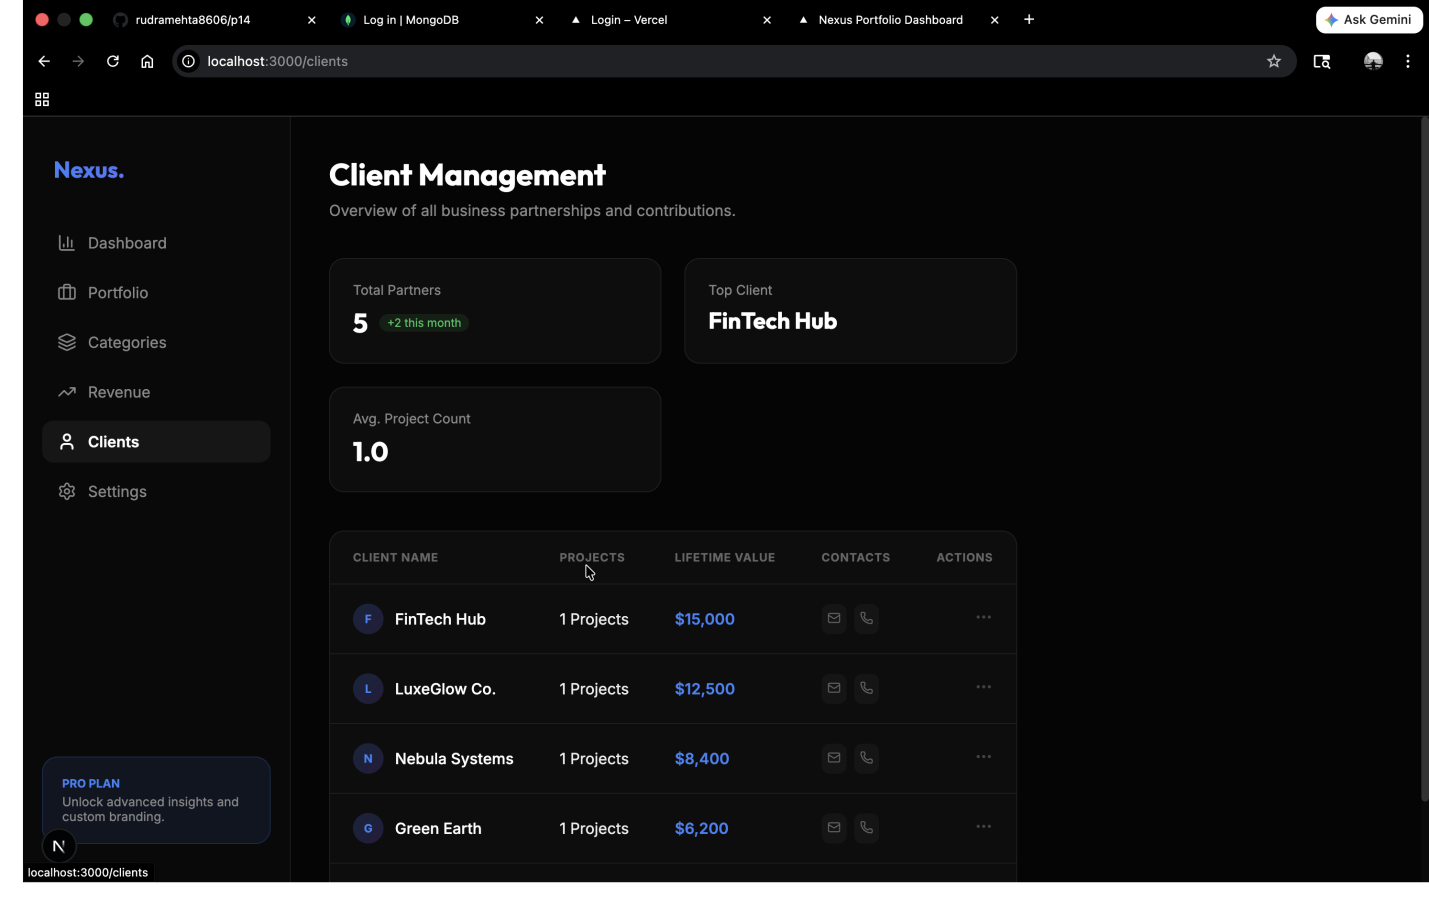 rudramehta8606/p14
Log in | MongoDB
Login – Vercel
Nexus Portfolio Dashboard
Ask Gemini
localhost:3000/clients
Nexus.
Dashboard
Portfolio
Categories
Revenue
Clients
Settings
PRO PLAN
Unlock advanced insights and
custom branding.
N
localhost:3000/clients
Client Management
Overview of all business partnerships and contributions.
Total Partners
5 +2 this month
Top Client
FinTech Hub
Avg. Project Count
1.0
CLIENT NAME PROJECTS LIFETIME VALUE CONTACTS ACTIONS
F FinTech Hub 1 Projects $15,000
L LuxeGlow Co. 1 Projects $12,500
N Nebula Systems 1 Projects $8,400
G Green Earth 1 Projects $6,200